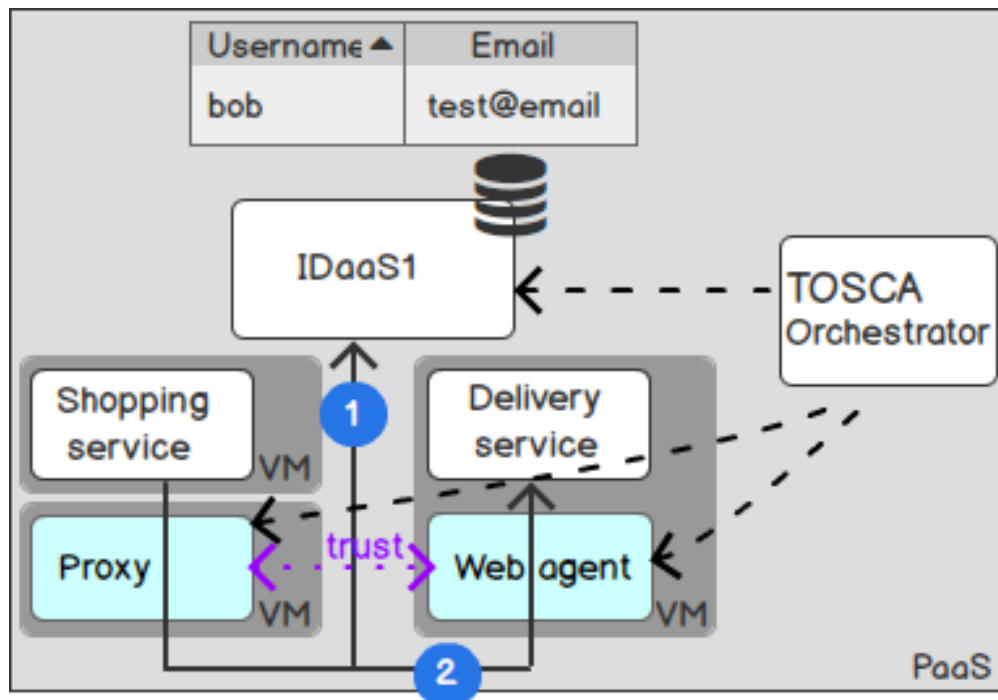 Username Email
bob test@email
IDaaS1
TOSCA
Orchestrator
1
Shopping
service
VM
Delivery
service
Proxy
VM
trust
Web agent
VM
2
PaaS